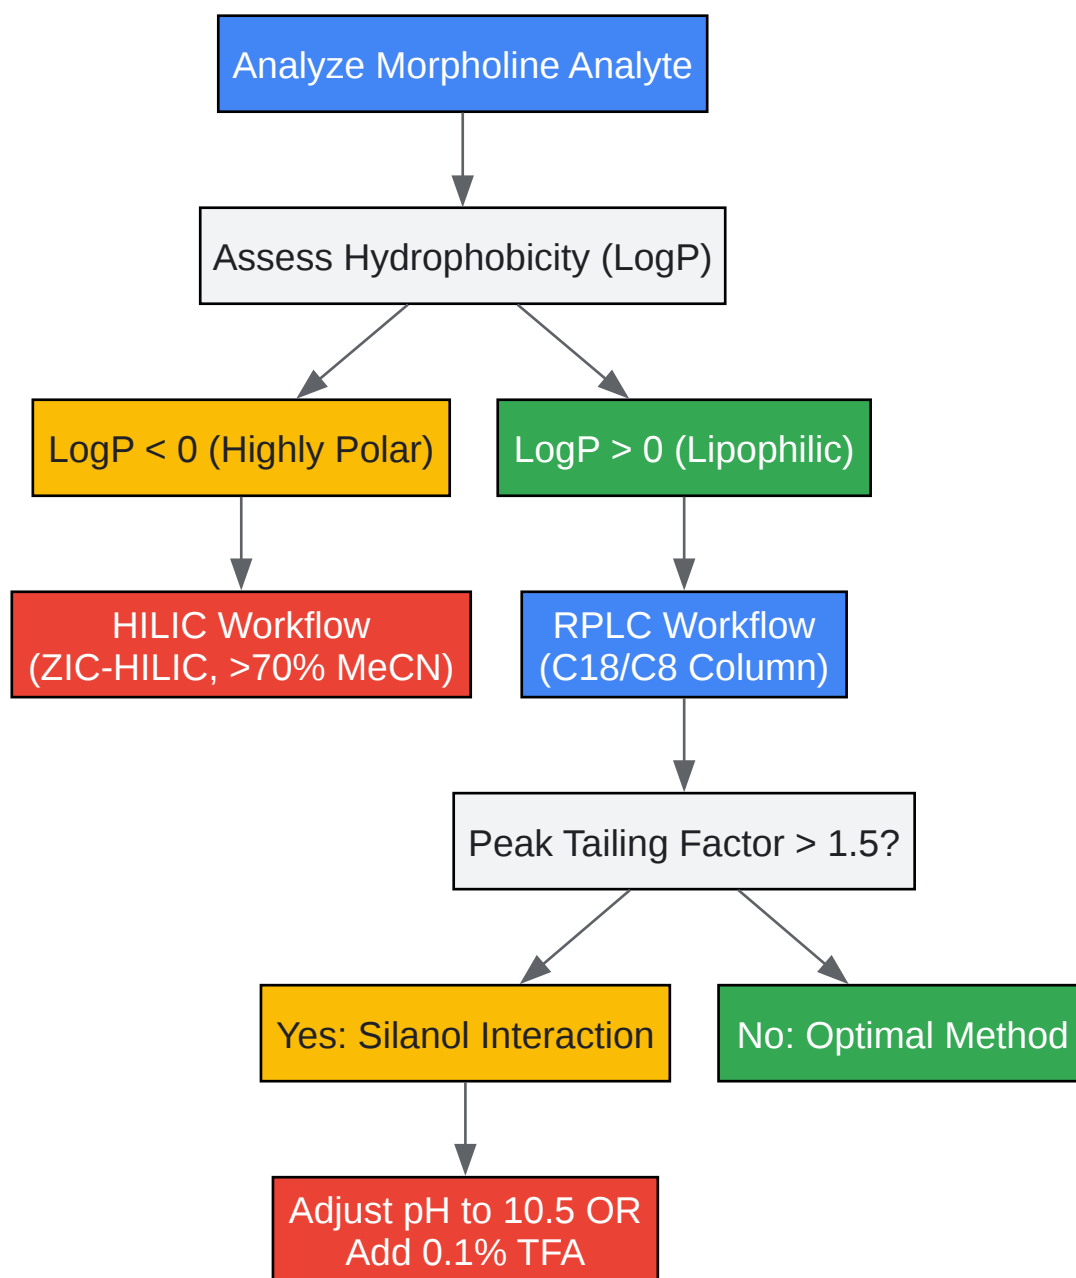 Analyze Morpholine Analyte
Assess Hydrophobicity (LogP)
LogP < 0 (Highly Polar)
LogP > 0 (Lipophilic)
HILIC Workflow
(ZIC-HILIC, >70% MeCN)
RPLC Workflow
(C18/C8 Column)
Peak Tailing Factor > 1.5?
Yes: Silanol Interaction
No: Optimal Method
Adjust pH to 10.5 OR
Add 0.1% TFA